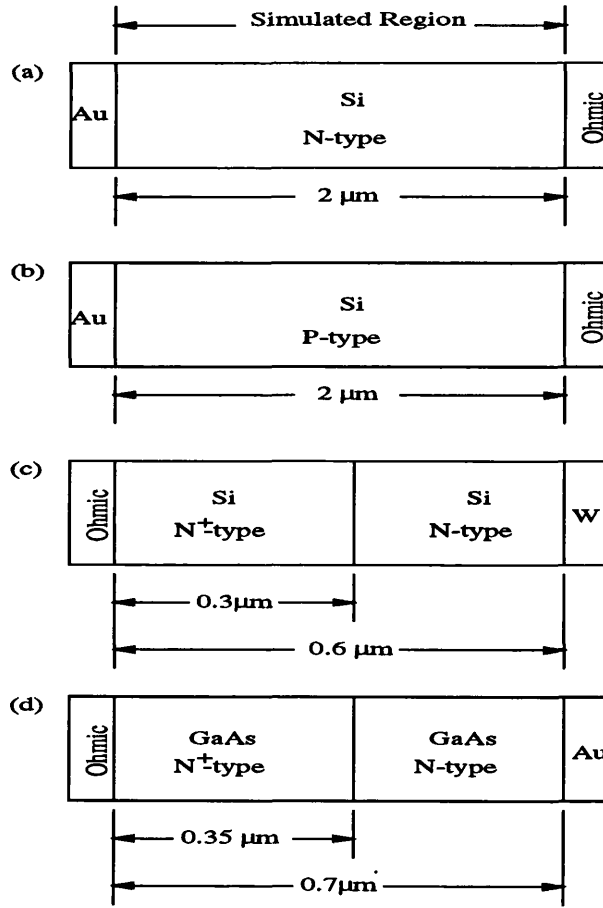 Simulated Region
(a)
Au
Si
N-type
Ohmic
2 µm
(b)
Au
Si
P-type
Ohmic
2 µm
(c)
Ohmic
Si
N⁺-type
Si
N-type
W
0.3µm
0.6 µm
(d)
Ohmic
GaAs
N⁺-type
GaAs
N-type
Au
0.35 µm
0.7µm